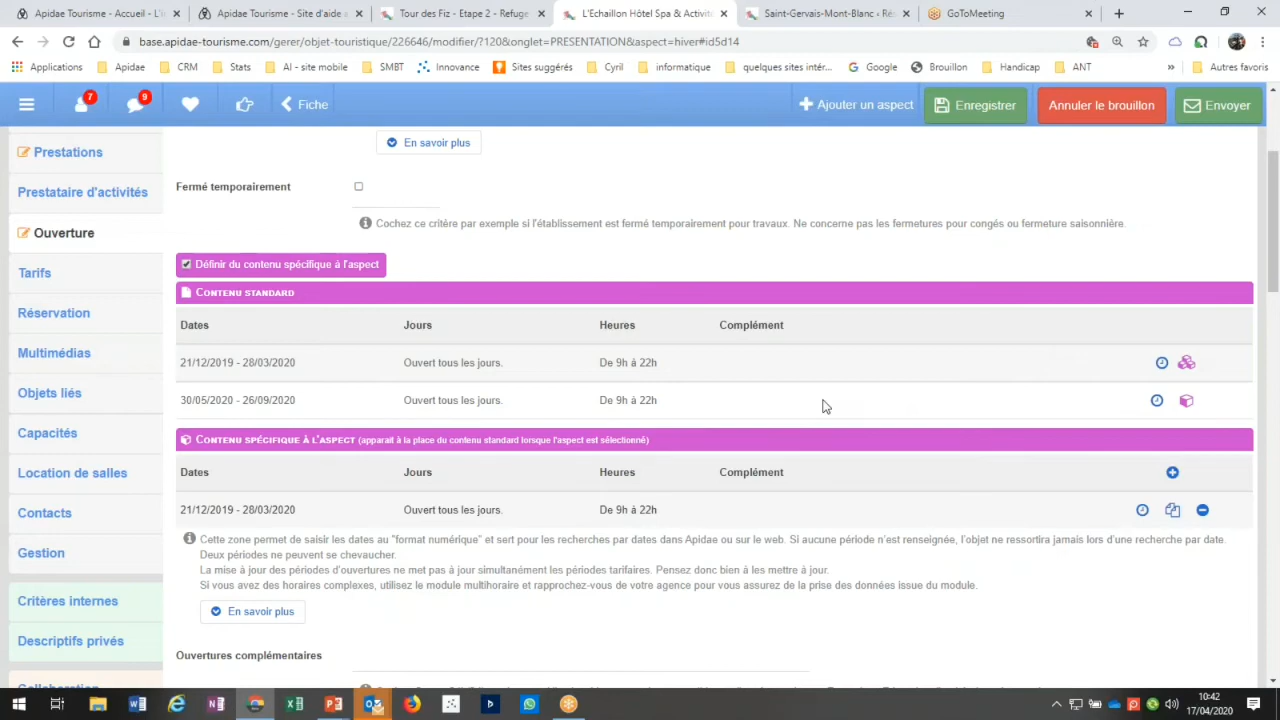 Apidae Tourisme - Accueil - L'i
Apidae Tourisme - Site d'aide a
Tour des Fiz - Etape 2 - Refuge
L'Echaillon Hôtel Spa & Activité
Saint-Gervais-Mont-Blanc - Rés
GoToMeeting
base.apidae-tourisme.com/gerer/objet-touristique/226646/modifier/?120&onglet=PRESENTATION&aspect=hiver#id5d14
Applications Apidae CRM Stats AI - site mobile SMBT Innovance Sites suggérés Cyril informatique quelques sites intér... Google Brouillon Handicap ANT » Autres favoris
7 9 Fiche Ajouter un aspect Enregistrer Annuler le brouillon Envoyer
En savoir plus
Prestations
Fermé temporairement
Prestataire d'activités
Cochez ce critère par exemple si l'établissement est fermé temporairement pour travaux. Ne concerne pas les fermetures pour congés ou fermeture saisonnière.
Ouverture
Définir du contenu spécifique à l'aspect
Tarifs
CONTENU STANDARD
Réservation
Dates Jours Heures Complément
Multimédias
21/12/2019 - 28/03/2020 Ouvert tous les jours. De 9h à 22h
Objets liés
30/05/2020 - 26/09/2020 Ouvert tous les jours. De 9h à 22h
Capacités
CONTENU SPÉCIFIQUE À L'ASPECT (apparait à la place du contenu standard lorsque l'aspect est sélectionné)
Location de salles
Dates Jours Heures Complément
Contacts
21/12/2019 - 28/03/2020 Ouvert tous les jours. De 9h à 22h
Gestion
Cette zone permet de saisir les dates au "format numérique" et sert pour les recherches par dates dans Apidae ou sur le web. Si aucune période n'est renseignée, l'objet ne ressortira jamais lors d'une recherche par date.
Deux périodes ne peuvent se chevaucher.
La mise à jour des périodes d'ouvertures ne met pas à jour simultanément les périodes tarifaires. Pensez donc bien à les mettre à jour.
Si vous avez des horaires complexes, utilisez le module multihoraire et rapprochez-vous de votre agence pour vous assurez de la prise des données issue du module.
Critères internes
En savoir plus
Descriptifs privés
Ouvertures complémentaires
Collaboration
10:42
17/04/2020